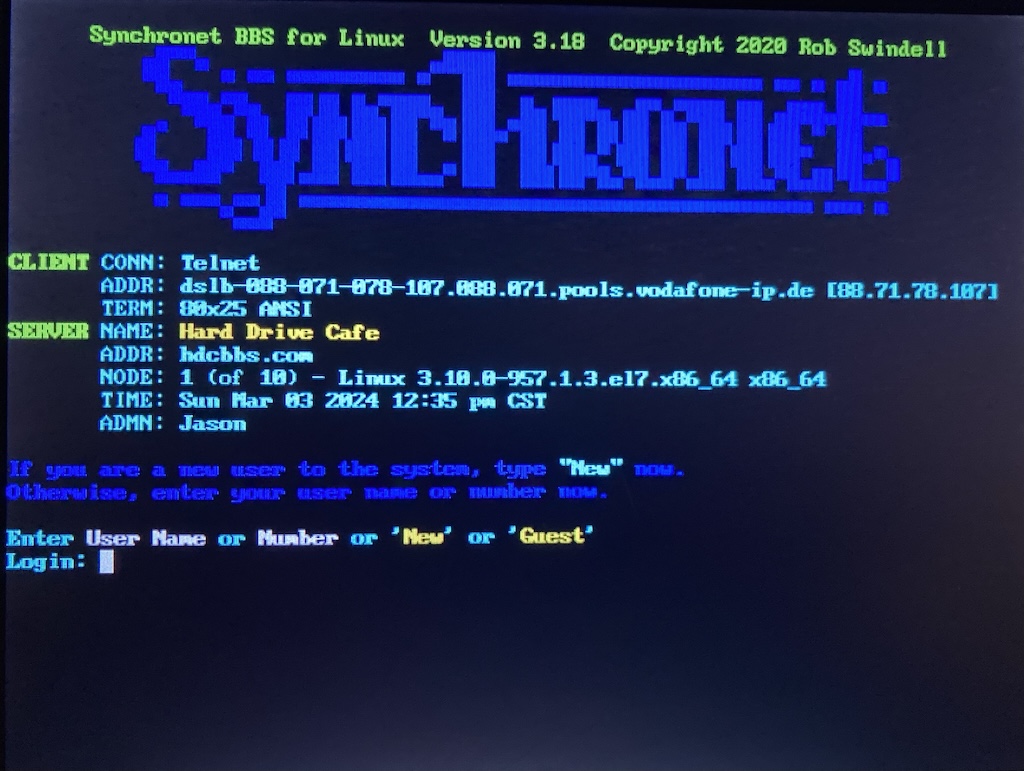 Synchronet BBS for Linux  Version 3.18  Copyright 2020 Rob Swindell
Synchronet
CLIENT CONN: Telnet
ADDR: dslb-088-071-078-107.088.071.pools.vodafone-ip.de [88.71.78.107]
TERM: 80x25 ANSI
SERVER NAME: Hard Drive Cafe
ADDR: hdcbbs.com
NODE: 1 (of 10) - Linux 3.10.0-957.1.3.el7.x86_64 x86_64
TIME: Sun Mar 03 2024 12:35 pm CST
ADMN: Jason
If you are a new user to the system, type "New" now.
Otherwise, enter your user name or number now.
Enter User Name or Number or 'New' or 'Guest'
Login: